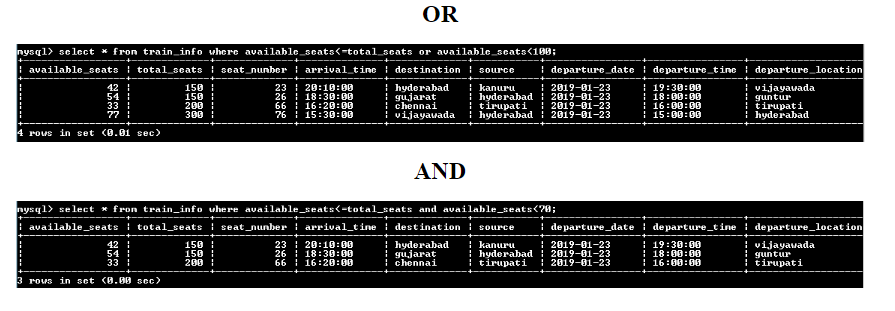 OR
mysql> select * from train_info where available_seats<=total_seats or available_seats<100;
| available_seats | total_seats | seat_number | arrival_time | destination | source | departure_date | departure_time | departure_location
| 42 | 150 | 23 | 20:10:00 | hyderabad | kanuru | 2019-01-23 | 19:30:00 | vijayawada
| 54 | 150 | 26 | 18:30:00 | gujarat | hyderabad | 2019-01-23 | 18:00:00 | guntur
| 33 | 200 | 66 | 16:20:00 | chennai | tirupati | 2019-01-23 | 16:00:00 | tirupati
| 77 | 300 | 76 | 15:30:00 | vijayawada | hyderabad | 2019-01-23 | 15:00:00 | hyderabad
4 rows in set (0.01 sec)
AND
mysql> select * from train_info where available_seats<=total_seats and available_seats<70;
| available_seats | total_seats | seat_number | arrival_time | destination | source | departure_date | departure_time | departure_location
| 42 | 150 | 23 | 20:10:00 | hyderabad | kanuru | 2019-01-23 | 19:30:00 | vijayawada
| 54 | 150 | 26 | 18:30:00 | gujarat | hyderabad | 2019-01-23 | 18:00:00 | guntur
| 33 | 200 | 66 | 16:20:00 | chennai | tirupati | 2019-01-23 | 16:00:00 | tirupati
3 rows in set (0.00 sec)